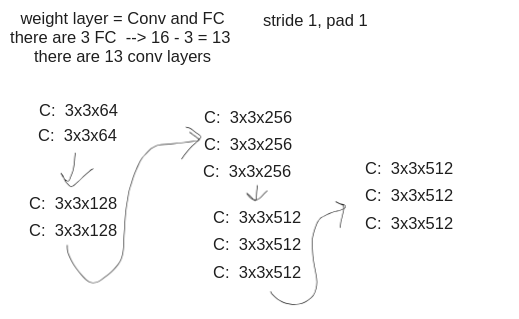 weight layer = Conv and FC
there are 3 FC --> 16 - 3 = 13
there are 13 conv layers
stride 1, pad 1
C: 3x3x64
C: 3x3x64
C: 3x3x128
C: 3x3x128
C: 3x3x256
C: 3x3x256
C: 3x3x256
C: 3x3x512
C: 3x3x512
C: 3x3x512
C: 3x3x512
C: 3x3x512
C: 3x3x512